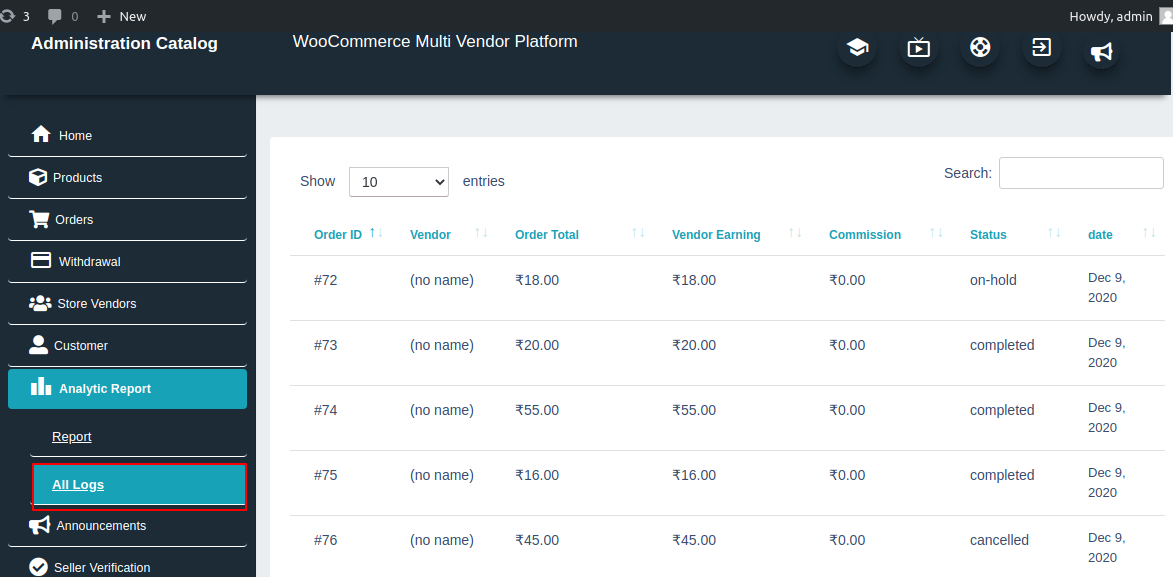 3 0 New Howdy, admin
Administration Catalog WooCommerce Multi Vendor Platform
Home
Products
Orders
Withdrawal
Store Vendors
Customer
Analytic Report
Report
All Logs
Announcements
Seller Verification
Show 10 entries Search:
Order ID Vendor Order Total Vendor Earning Commission Status date
#72 (no name) ₹18.00 ₹18.00 ₹0.00 on-hold Dec 9,
2020
#73 (no name) ₹20.00 ₹20.00 ₹0.00 completed Dec 9,
2020
#74 (no name) ₹55.00 ₹55.00 ₹0.00 completed Dec 9,
2020
#75 (no name) ₹16.00 ₹16.00 ₹0.00 completed Dec 9,
2020
#76 (no name) ₹45.00 ₹45.00 ₹0.00 cancelled Dec 9,
2020